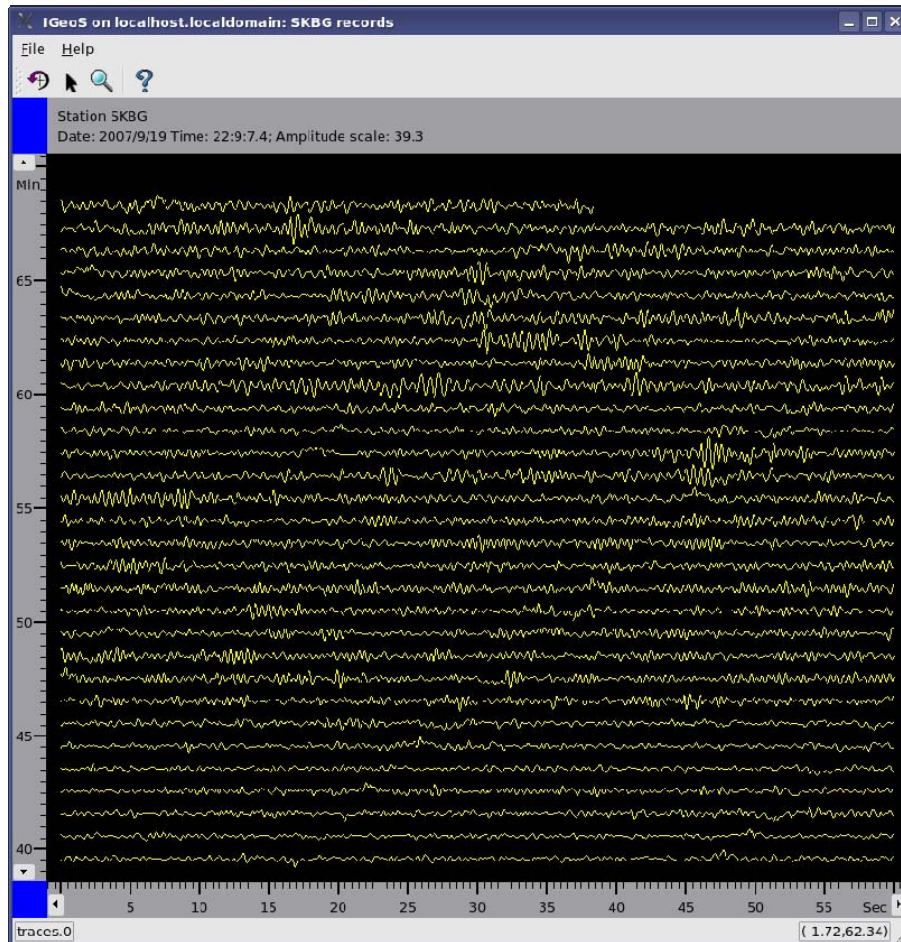 IGeoS on localhost.localdomain: SKBG records
File Help
Station SKBG
Date: 2007/9/19 Time: 22:9:7.4; Amplitude scale: 39.3
Min
65
60
55
50
45
40
5 10 15 20 25 30 35 40 45 50 55 Sec
traces.0 ( 1.72,62.34)